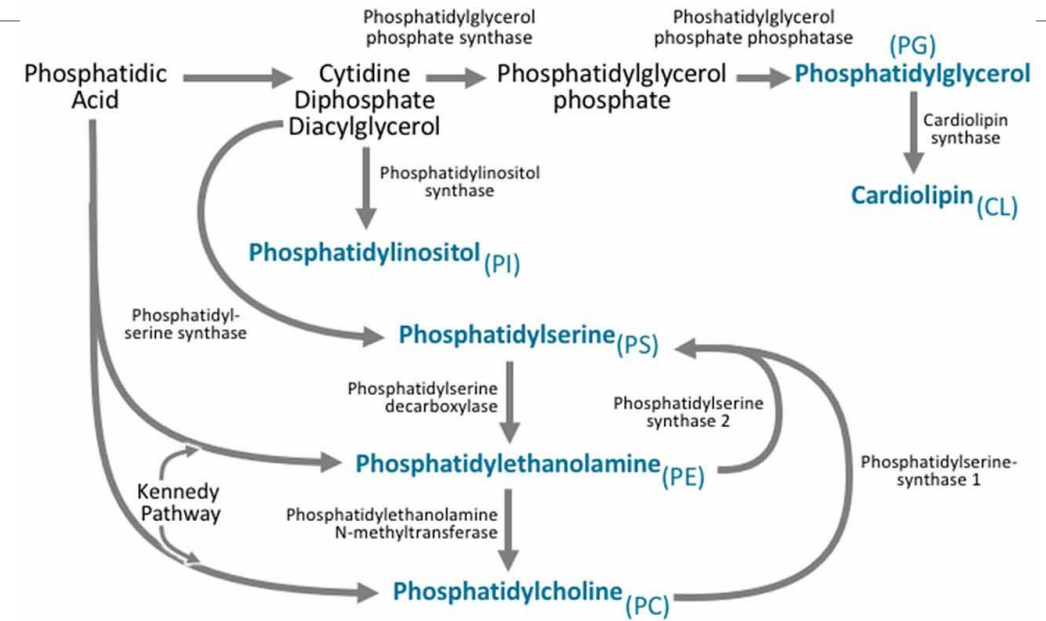 Phosphatidylglycerol
phosphate synthase
Phoshatidylglycerol
phosphate phosphatase
(PG)
Phosphatidic
Acid
Cytidine
Diphosphate
Diacylglycerol
Phosphatidylglycerol
phosphate
Phosphatidylglycerol
Cardiolipin
synthase
Phosphatidylinositol
synthase
Cardiolipin (CL)
Phosphatidylinositol (PI)
Phosphatidyl-
serine synthase
Phosphatidylserine (PS)
Phosphatidylserine
decarboxylase
Phosphatidylserine
synthase 2
Phosphatidylethanolamine (PE)
Phosphatidylserine-
synthase 1
Kennedy
Pathway
Phosphatidylethanolamine
N-methyltransferase
Phosphatidylcholine (PC)